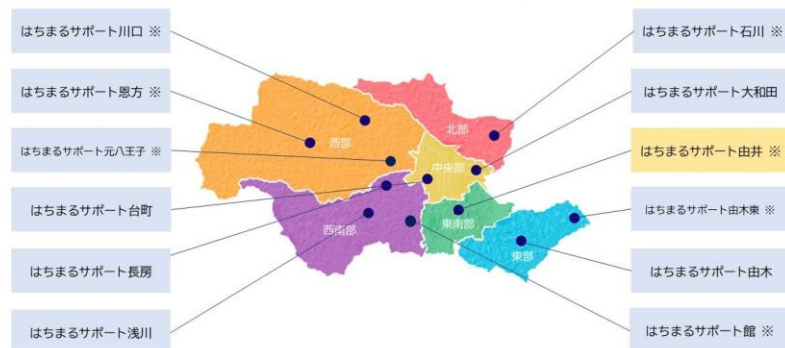 はちまるサポート川口 ※
はちまるサポート恩方 ※
はちまるサポート元八王子 ※
はちまるサポート台町
はちまるサポート長房
はちまるサポート浅川
西部
北部
中央部
西南部
東南部
東部
はちまるサポート石川 ※
はちまるサポート大和田
はちまるサポート由井 ※
はちまるサポート由木東 ※
はちまるサポート由木
はちまるサポート館 ※